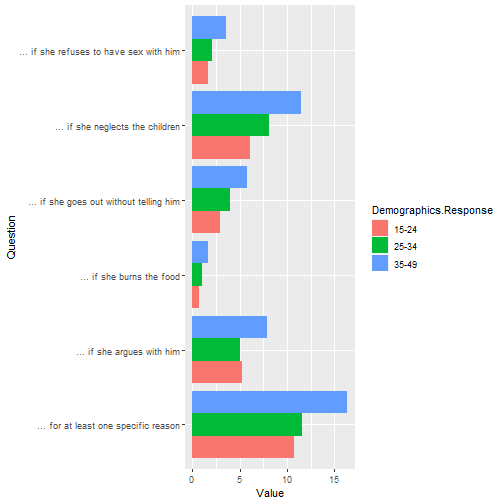 ... if she refuses to have sex with him
... if she neglects the children
... if she goes out without telling him
... if she burns the food
... if she argues with him
... for at least one specific reason
Question
0 5 10 15
Value
Demographics.Response
15-24
25-34
35-49